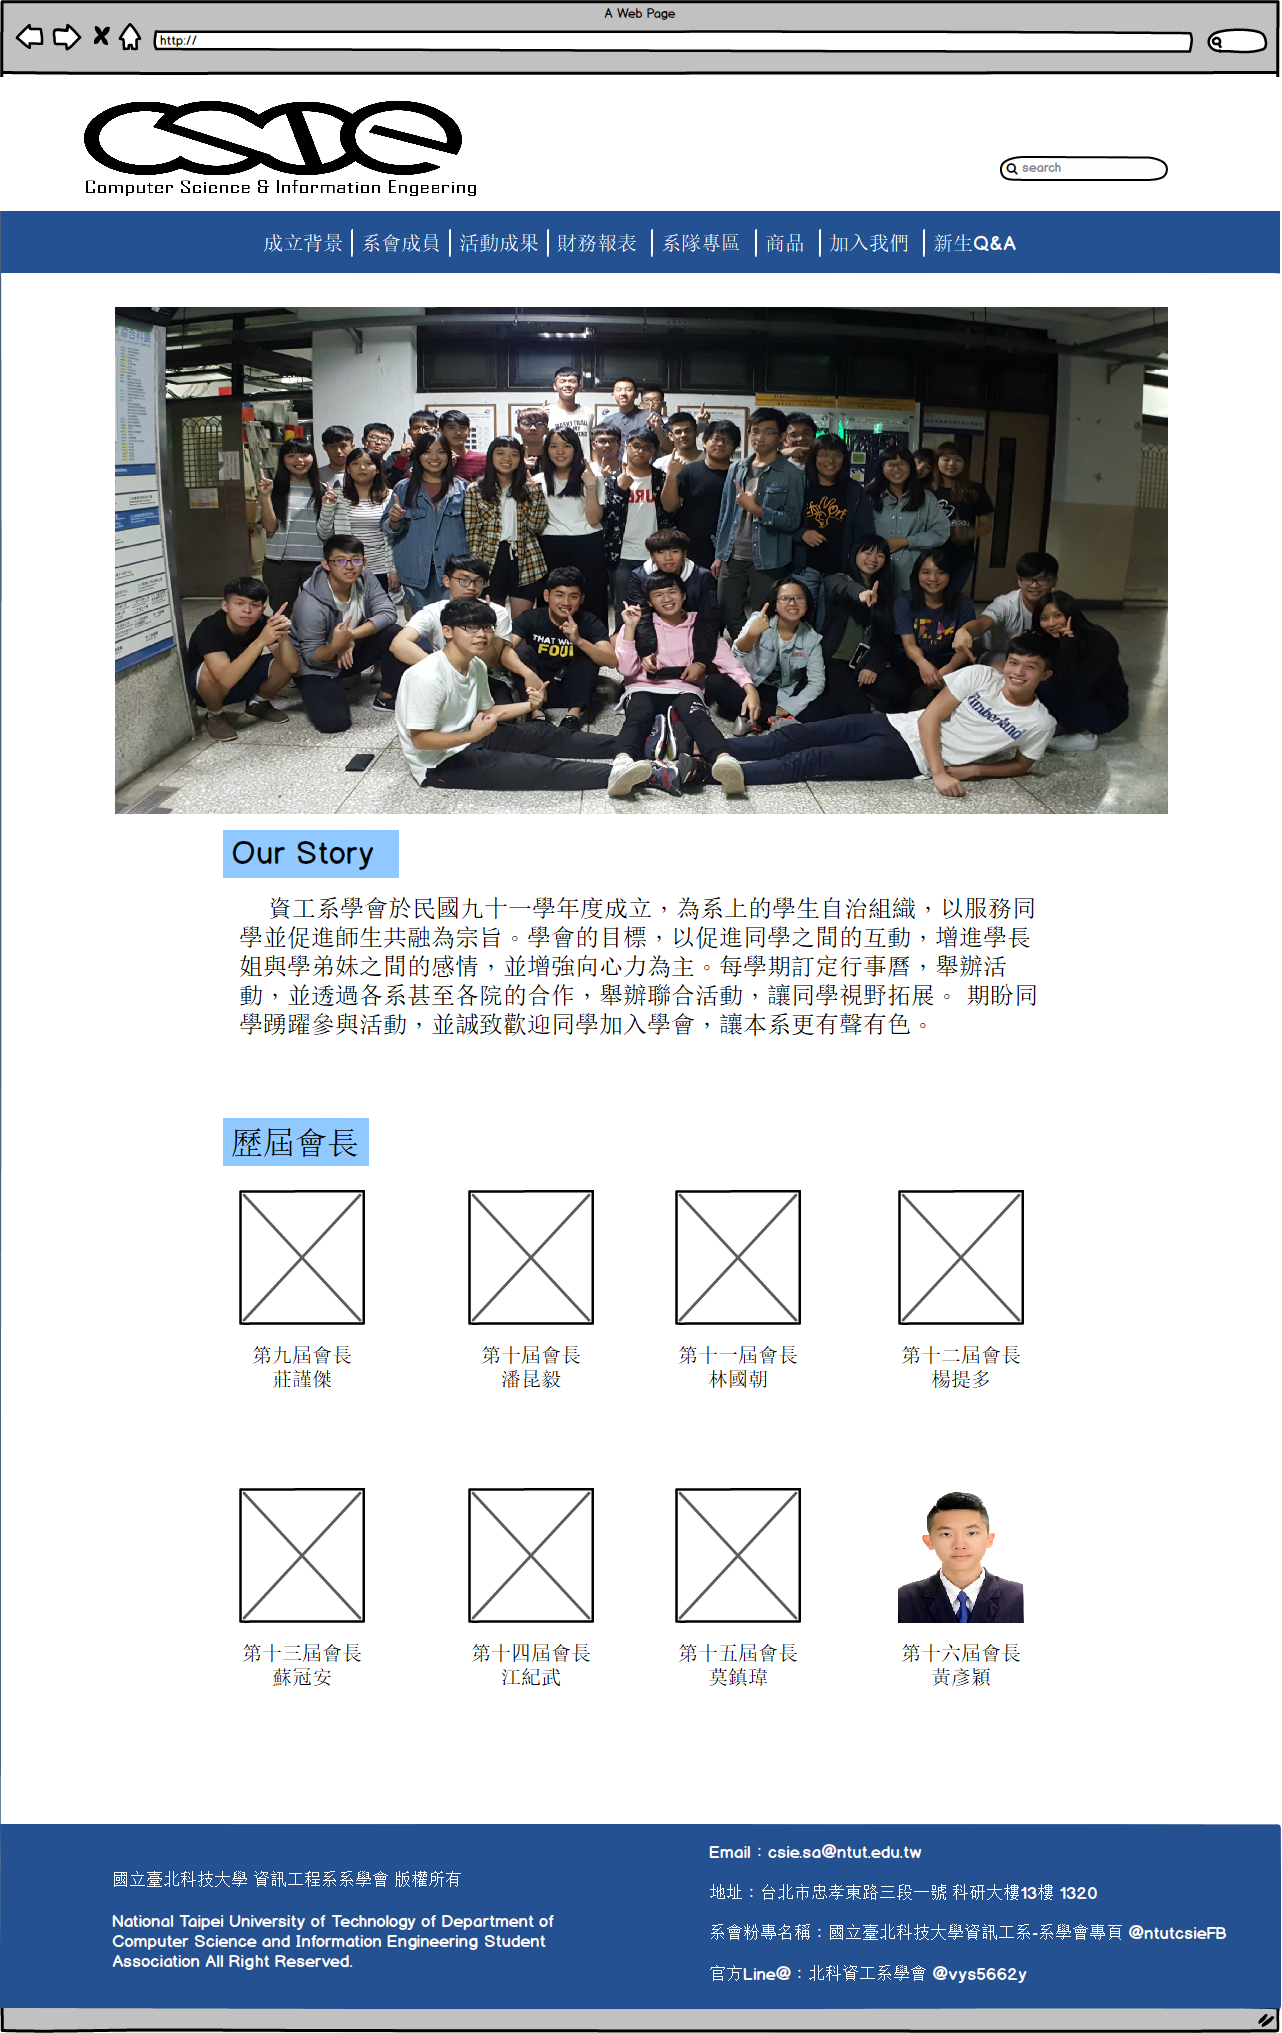 A Web Page
http://
csie
Computer Science & Information Engeering
search
成立背景 系會成員 活動成果 財務報表 系隊專區 商品 加入我們 新生Q&A
Our Story
資工系學會於民國九十一學年度成立，為系上的學生自治組織，以服務同
學並促進師生共融為宗旨。學會的目標，以促進同學之間的互動，增進學長
姐與學弟妹之間的感情，並增強向心力為主。每學期訂定行事曆，舉辦活
動，並透過各系甚至各院的合作，舉辦聯合活動，讓同學視野拓展。 期盼同
學踴躍參與活動，並誠致歡迎同學加入學會，讓本系更有聲有色。
歷屆會長
第九屆會長
莊謹傑
第十屆會長
潘昆毅
第十一屆會長
林國朝
第十二屆會長
楊提多
第十三屆會長
蘇冠安
第十四屆會長
江紀武
第十五屆會長
莫鎮瑋
第十六屆會長
黃彥穎
國立臺北科技大學 資訊工程系系學會 版權所有
National Taipei University of Technology of Department of
Computer Science and Information Engineering Student
Association All Right Reserved.
Email：csie.sa@ntut.edu.tw
地址：台北市忠孝東路三段一號 科研大樓13樓 1320
系會粉專名稱：國立臺北科技大學資訊工系-系學會專頁 @ntutcsieFB
官方Line@：北科資工系學會 @vys5662y